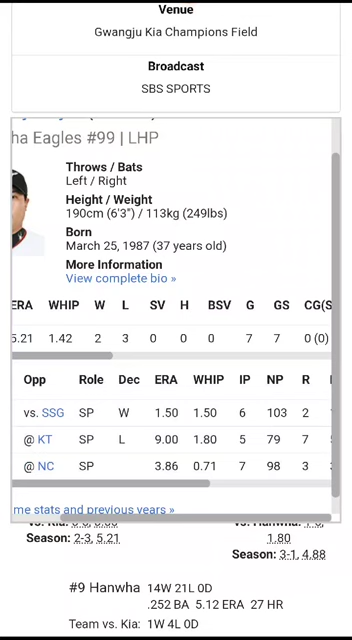 Venue
Gwangju Kia Champions Field
Broadcast
SBS SPORTS
ha Eagles #99 | LHP
Throws / Bats
Left / Right
Height / Weight
190cm (6'3") / 113kg (249lbs)
Born
March 25, 1987 (37 years old)
More Information
View complete bio »
ERA WHIP W L SV H BSV G GS CG(S
5.21 1.42 2 3 0 0 0 7 7 0 (0)
Opp Role Dec ERA WHIP IP NP R
vs. SSG SP W 1.50 1.50 6 103 2
@ KT SP L 9.00 1.80 5 79 7
@ NC SP 3.86 0.71 7 98 3
me stats and previous years »
vs. Kia: vs. Hanwha:
1.80
Season: 2-3, 5.21
Season: 3-1, 4.88
#9 Hanwha 14W 21L 0D
.252 BA 5.12 ERA 27 HR
Team vs. Kia: 1W 4L 0D